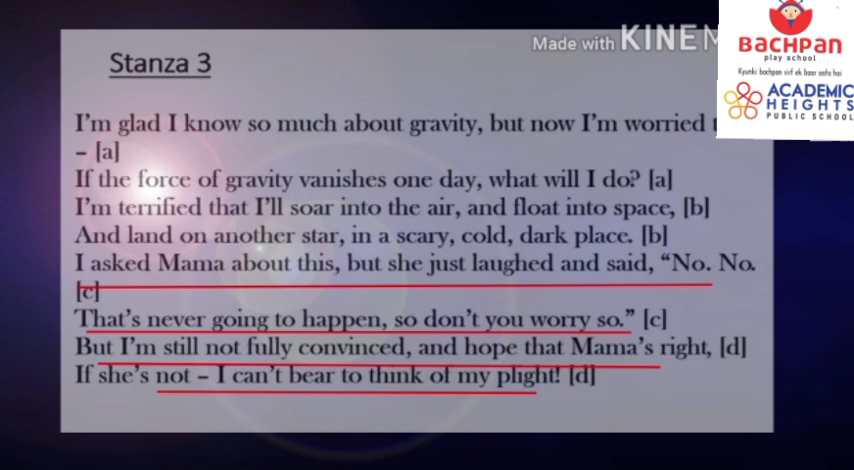 Made with KINEM
BACHPAN
play school
Kyunki bachpan sirf ek baar aata hai
ACADEMIC
HEIGHTS
PUBLIC SCHOOL
Stanza 3
I'm glad I know so much about gravity, but now I'm worried
– [a]
If the force of gravity vanishes one day, what will I do? [a]
I'm terrified that I'll soar into the air, and float into space, [b]
And land on another star, in a scary, cold, dark place. [b]
I asked Mama about this, but she just laughed and said, “No. No.
[c]
That's never going to happen, so don't you worry so.” [c]
But I'm still not fully convinced, and hope that Mama's right, [d]
If she's not – I can't bear to think of my plight! [d]